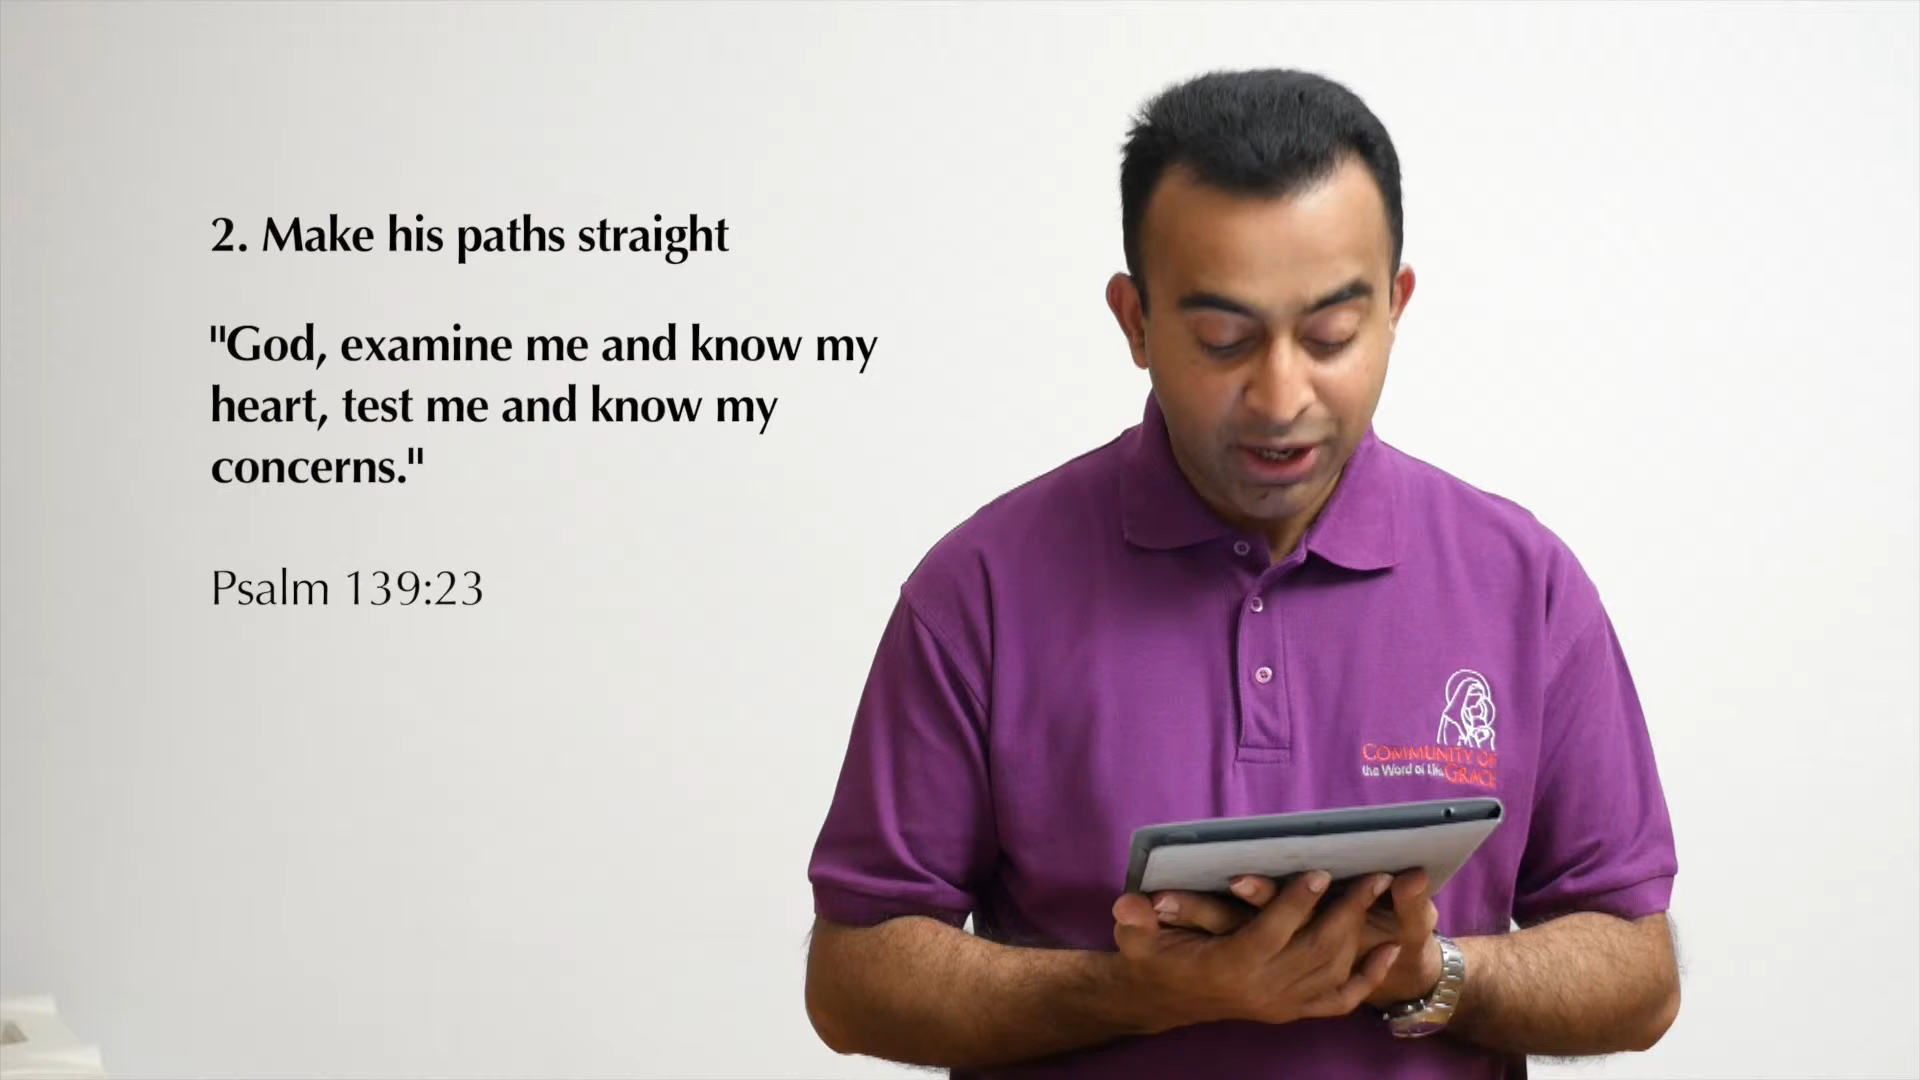 2. Make his paths straight
"God, examine me and know my
heart, test me and know my
concerns."
Psalm 139:23
COMMUNITY OF
the Word of Life GRACE